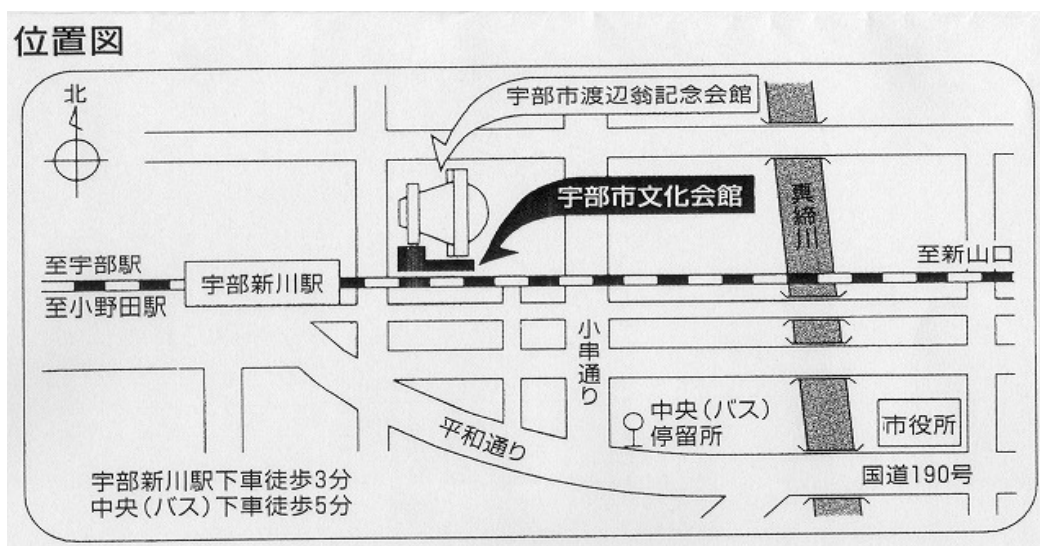 位置図
北
宇部市渡辺翁記念会館
宇部市文化会館
真締川
至宇部駅
至小野田駅
宇部新川駅
至新山口
小串通り
中央(バス)
停留所
市役所
平和通り
国道190号
宇部新川駅下車徒歩3分
中央(バス)下車徒歩5分